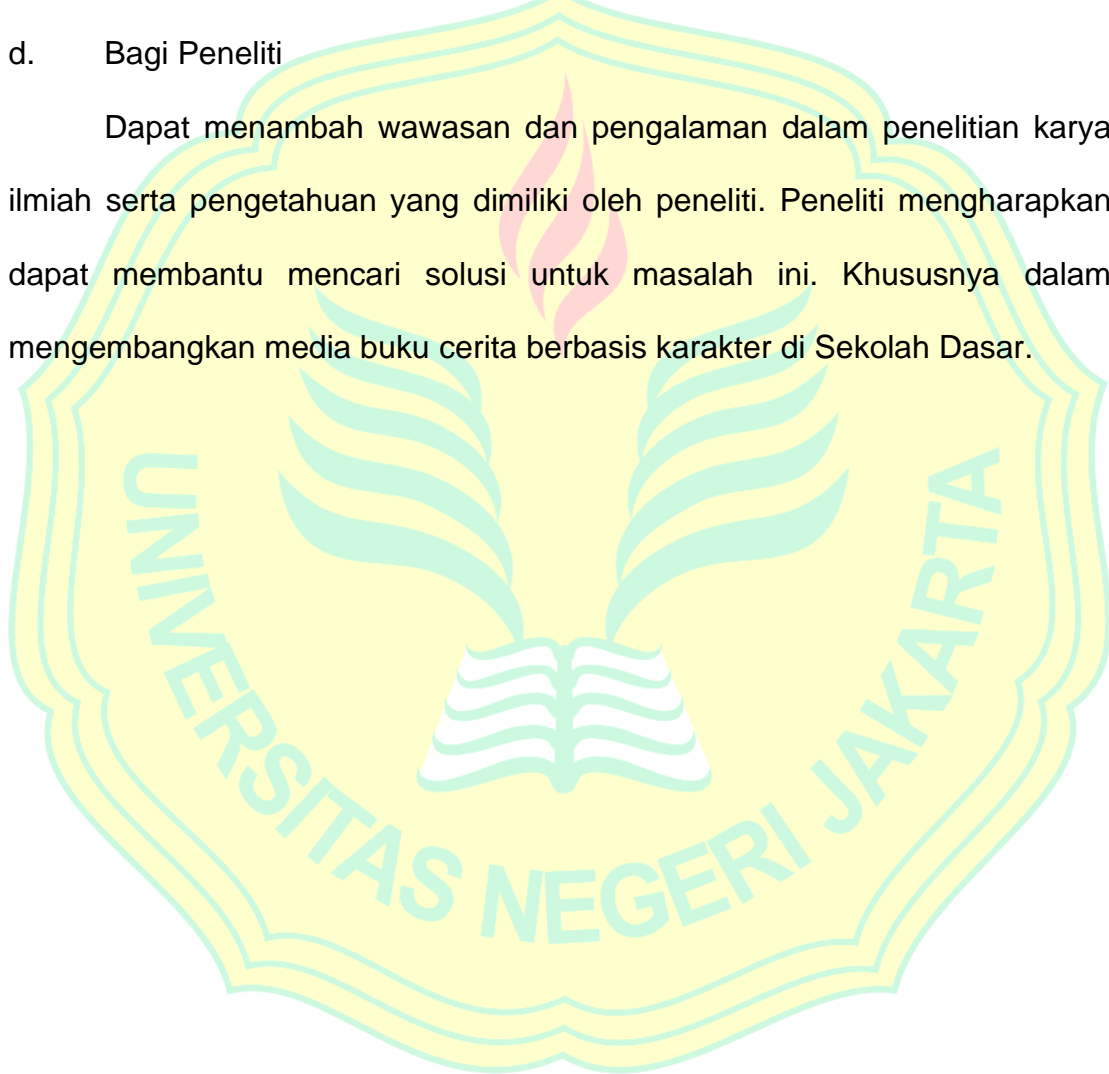 d. Bagi Peneliti
Dapat menambah wawasan dan pengalaman dalam penelitian karya
ilmiah serta pengetahuan yang dimiliki oleh peneliti. Peneliti mengharapkan
dapat membantu mencari solusi untuk masalah ini. Khususnya dalam
mengembangkan media buku cerita berbasis karakter di Sekolah Dasar.
UNIVERSITAS NEGERI JAKARTA